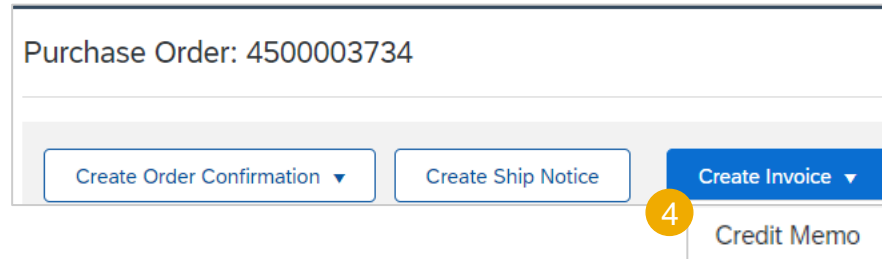 Purchase Order: 4500003734
Create Order Confirmation ▼ Create Ship Notice Create Invoice ▼
4
Credit Memo